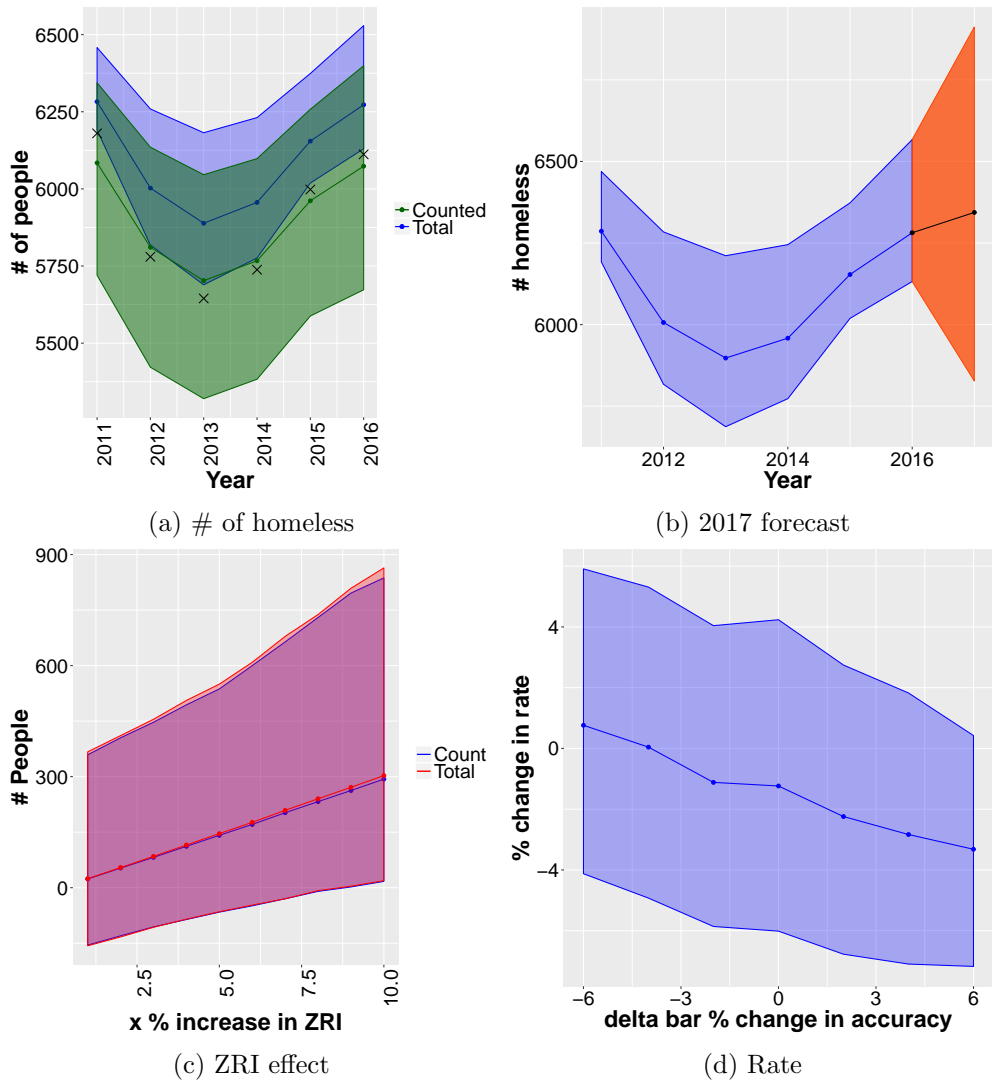 6500
6250
6000
5750
5500
# of people
2011
2012
2013
2014
2015
2016
Year
Counted
Total
(a) # of homeless
6500
6000
# homeless
2012
2014
2016
Year
(b) 2017 forecast
900
600
300
0
# People
2.5
5.0
7.5
10.0
x % increase in ZRI
Count
Total
(c) ZRI effect
4
0
−4
% change in rate
−6
−3
0
3
6
delta bar % change in accuracy
(d) Rate